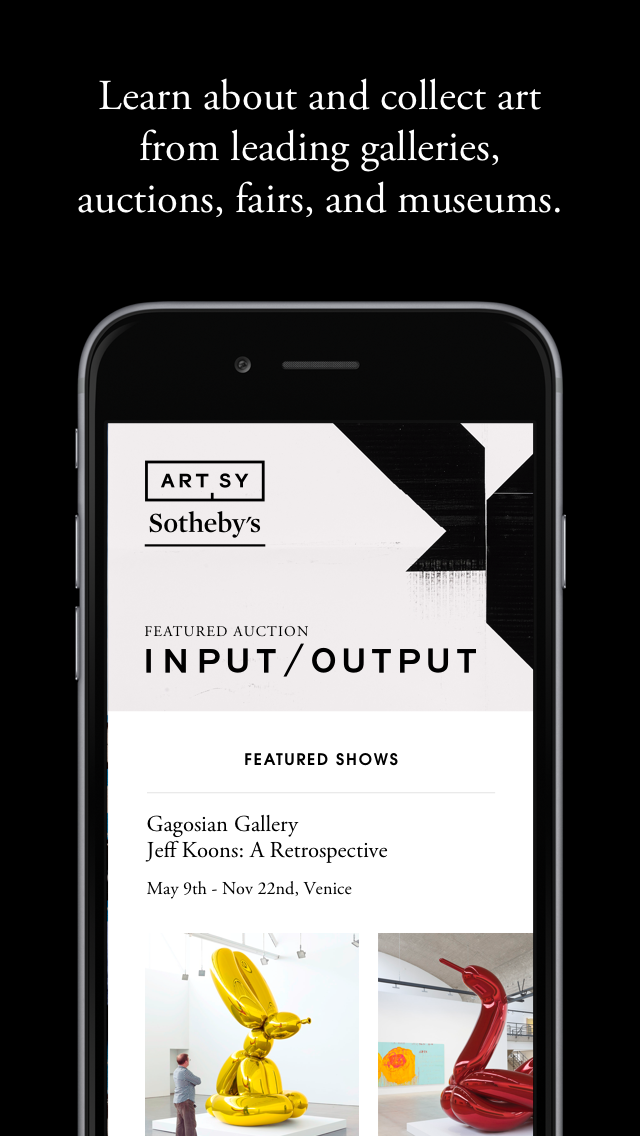 Learn about and collect art
from leading galleries,
auctions, fairs, and museums.
ARTSY
Sotheby's
FEATURED AUCTION
INPUT/OUTPUT
FEATURED SHOWS
Gagosian Gallery
Jeff Koons: A Retrospective
May 9th - Nov 22nd, Venice